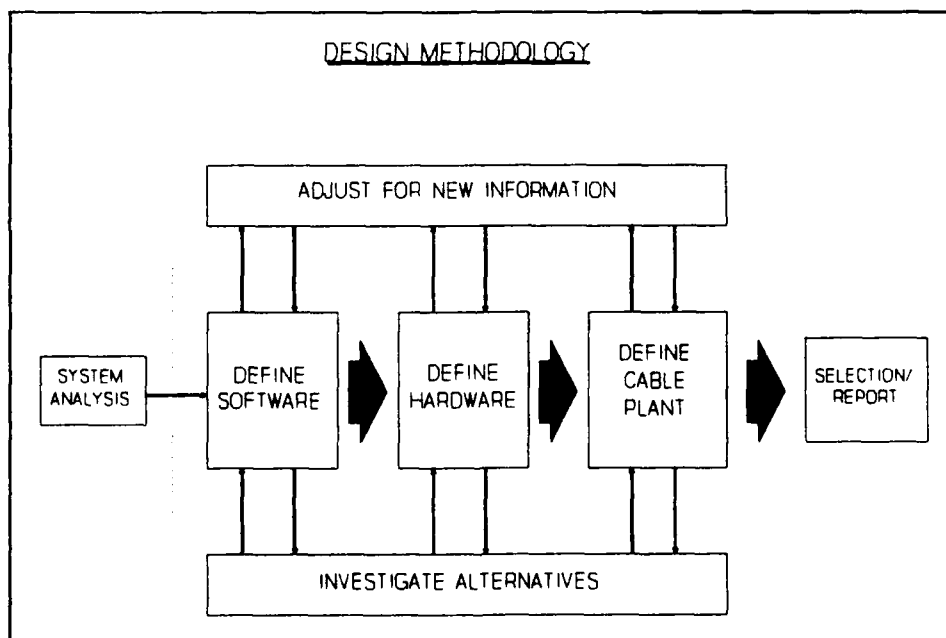 DESIGN METHODOLOGY
ADJUST FOR NEW INFORMATION
SYSTEM
ANALYSIS
DEFINE
SOFTWARE
DEFINE
HARDWARE
DEFINE
CABLE
PLANT
SELECTION/
REPORT
INVESTIGATE ALTERNATIVES